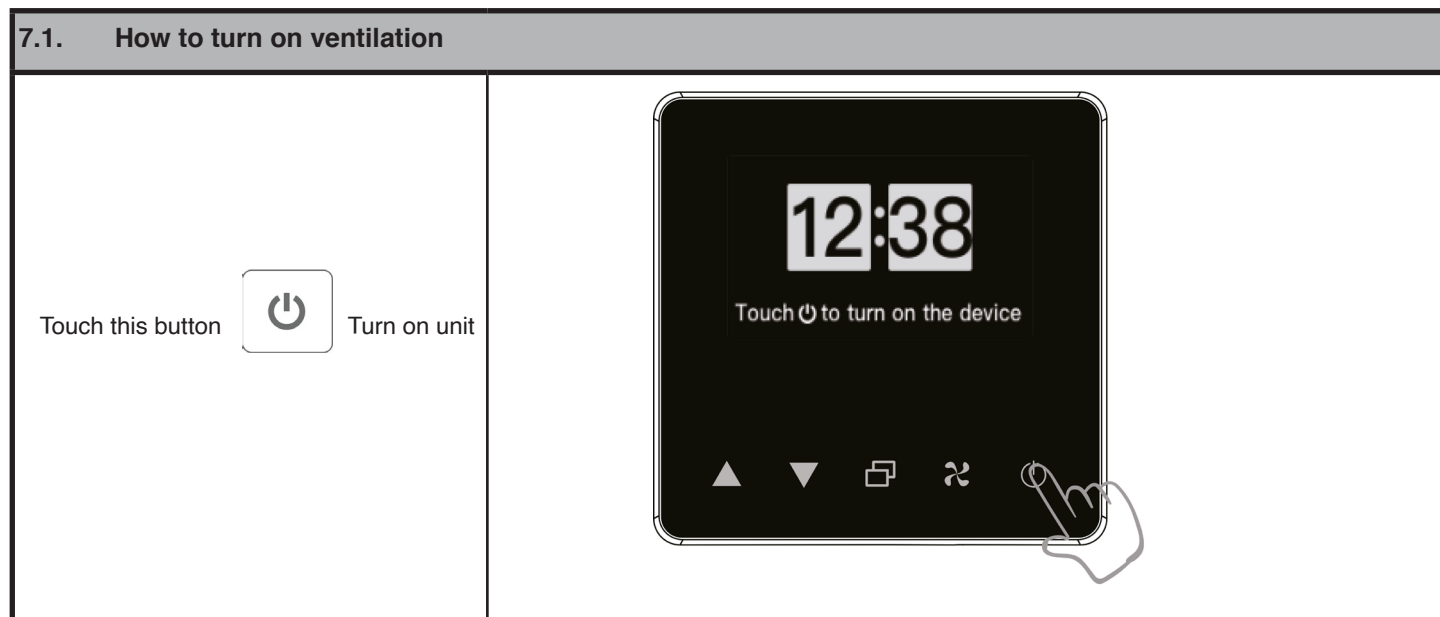 7.1. How to turn on ventilation
Touch this button Turn on unit
12:38
Touch to turn on the device